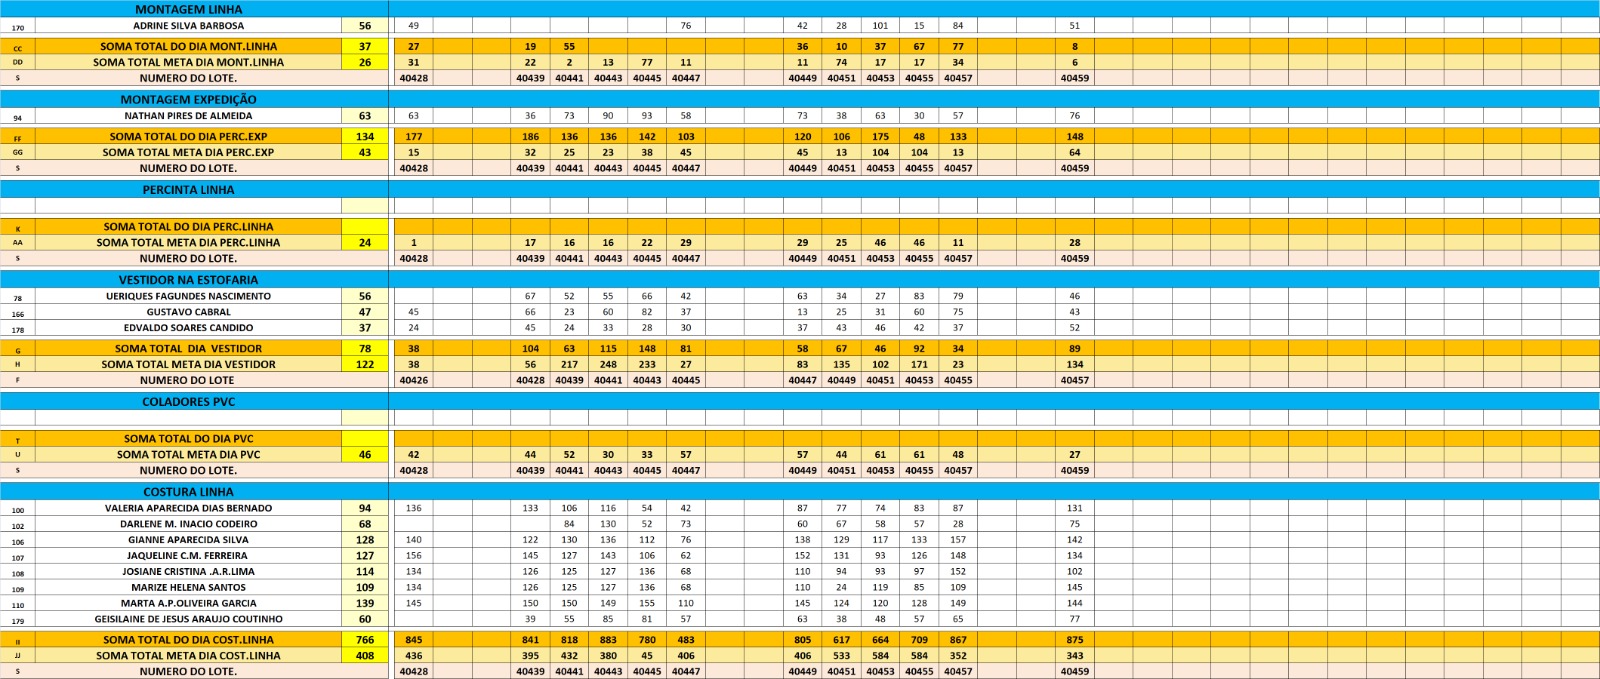 MONTAGEM LINHA
170 ADRINE SILVA BARBOSA 56 49 76 42 28 101 15 84 51
CC SOMA TOTAL DO DIA MONT.LINHA 37 27 19 55 36 10 37 67 77 8
DD SOMA TOTAL META DIA MONT.LINHA 26 31 22 2 13 77 11 11 74 17 17 34 6
S NUMERO DO LOTE. 40428 40439 40441 40443 40445 40447 40449 40451 40453 40455 40457 40459
MONTAGEM EXPEDIÇÃO
94 NATHAN PIRES DE ALMEIDA 63 63 36 73 90 93 58 73 38 63 30 57 76
FF SOMA TOTAL DO DIA PERC.EXP 134 177 186 136 136 142 103 120 106 175 48 133 148
GG SOMA TOTAL META DIA PERC.EXP 43 15 32 25 23 38 45 45 13 104 104 13 64
S NUMERO DO LOTE. 40428 40439 40441 40443 40445 40447 40449 40451 40453 40455 40457 40459
PERCINTA LINHA
K SOMA TOTAL DO DIA PERC.LINHA
AA SOMA TOTAL META DIA PERC.LINHA 24 1 17 16 16 22 29 29 25 46 46 11 28
S NUMERO DO LOTE. 40428 40439 40441 40443 40445 40447 40449 40451 40453 40455 40457 40459
VESTIDOR NA ESTOFARIA
78 UERIQUES FAGUNDES NASCIMENTO 56 67 52 55 66 42 63 34 27 83 79 46
166 GUSTAVO CABRAL 47 45 66 23 60 82 37 13 25 31 60 75 43
178 EDVALDO SOARES CANDIDO 37 24 45 24 33 28 30 37 43 46 42 37 52
G SOMA TOTAL DIA VESTIDOR 78 38 104 63 115 148 81 58 67 46 92 34 89
H SOMA TOTAL META DIA VESTIDOR 122 38 56 217 248 233 27 83 135 102 171 23 134
F NUMERO DO LOTE 40426 40428 40439 40441 40443 40445 40447 40449 40451 40453 40455 40457
COLADORES PVC
T SOMA TOTAL DO DIA PVC
U SOMA TOTAL META DIA PVC 46 42 44 52 30 33 57 57 44 61 61 48 27
S NUMERO DO LOTE. 40428 40439 40441 40443 40445 40447 40449 40451 40453 40455 40457 40459
COSTURA LINHA
100 VALERIA APARECIDA DIAS BERNADO 94 136 133 106 116 54 42 87 77 74 83 87 131
102 DARLENE M. INACIO CODEIRO 68 84 130 52 73 60 67 58 57 28 75
106 GIANNE APARECIDA SILVA 128 140 122 130 136 112 76 138 129 117 133 157 142
107 JAQUELINE C.M. FERREIRA 127 156 145 127 143 106 62 152 131 93 126 148 134
108 JOSIANE CRISTINA .A.R.LIMA 114 134 126 125 127 136 68 110 94 93 97 152 102
109 MARIZE HELENA SANTOS 109 134 126 125 127 136 68 110 24 119 85 109 145
110 MARTA A.P.OLIVEIRA GARCIA 139 145 150 150 149 155 110 145 124 120 128 149 144
179 GEISILAINE DE JESUS ARAUJO COUTINHO 60 39 55 85 81 57 63 38 48 57 65 77
II SOMA TOTAL DO DIA COST.LINHA 766 845 841 818 883 780 483 805 617 664 709 867 875
JJ SOMA TOTAL META DIA COST.LINHA 408 436 395 432 380 45 406 406 533 584 584 352 343
S NUMERO DO LOTE. 40428 40439 40441 40443 40445 40447 40449 40451 40453 40455 40457 40459